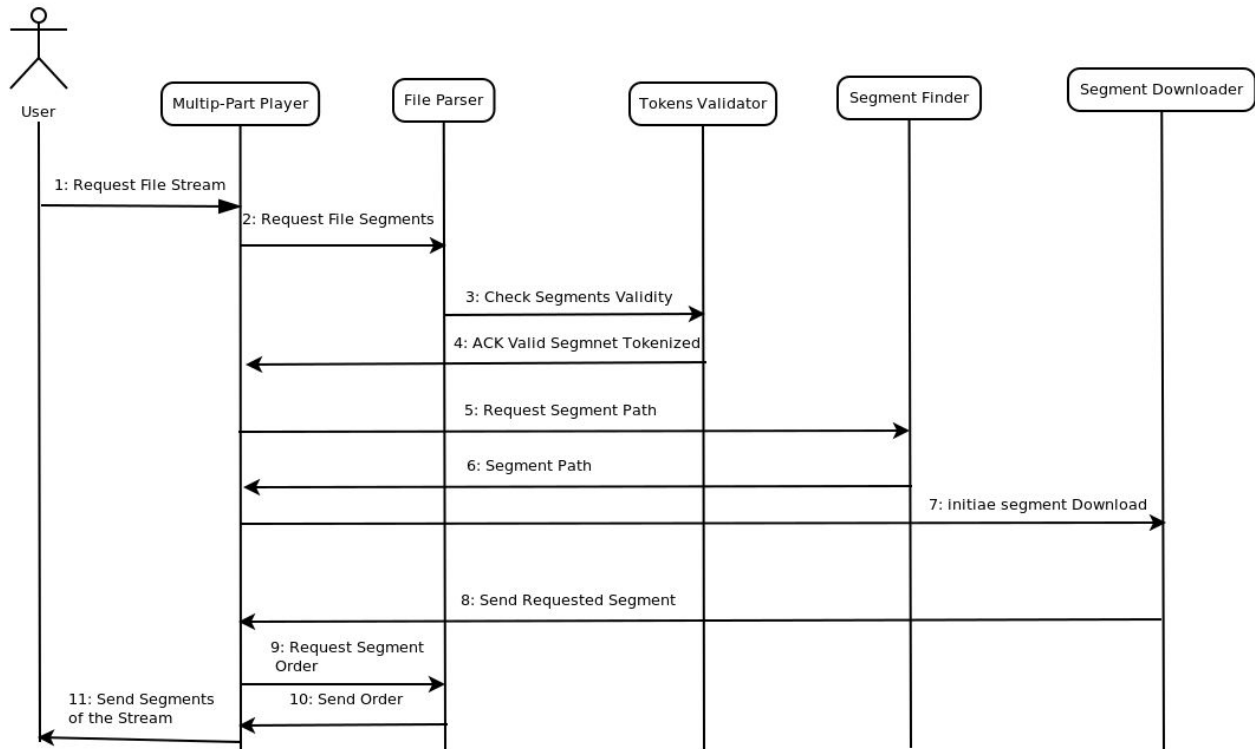 User
Multip-Part Player
File Parser
Tokens Validator
Segment Finder
Segment Downloader
1: Request File Stream
2: Request File Segments
3: Check Segments Validity
4: ACK Valid Segmnet Tokenized
5: Request Segment Path
6: Segment Path
7: initiae segment Download
8: Send Requested Segment
9: Request Segment
Order
10: Send Order
11: Send Segments
of the Stream